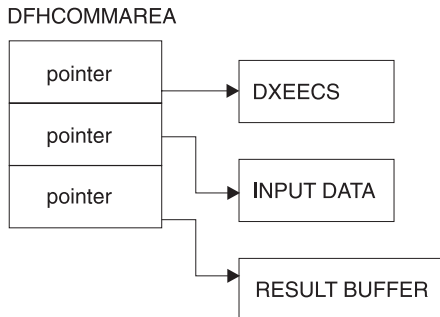 DFHCOMMAREA
pointer
DXEECS
pointer
INPUT DATA
pointer
RESULT BUFFER